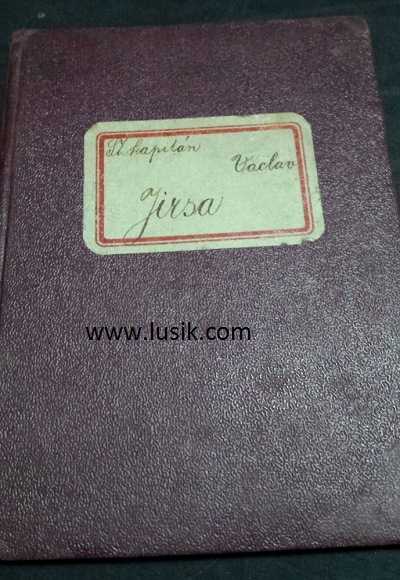 Št. kapitán
Václav
Jirsa
www.lusik.com